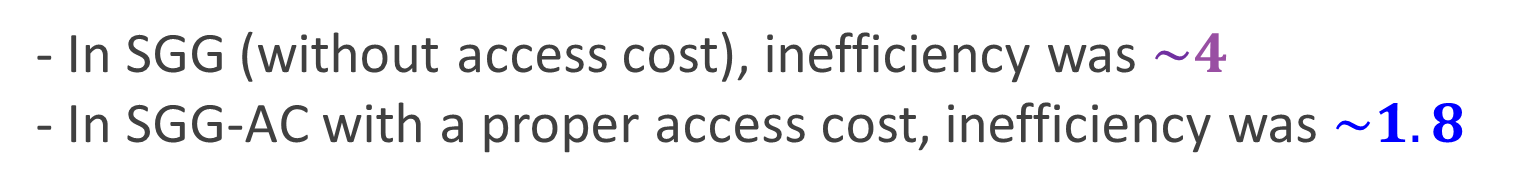 - In SGG (without access cost), inefficiency was ~4
- In SGG-AC with a proper access cost, inefficiency was ~1.8